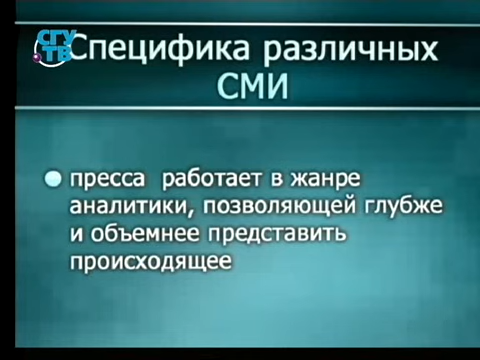 СГУ
ТВ
Специфика различных
СМИ
пресса работает в жанре
аналитики, позволяющей глубже
и объемнее представить
происходящее